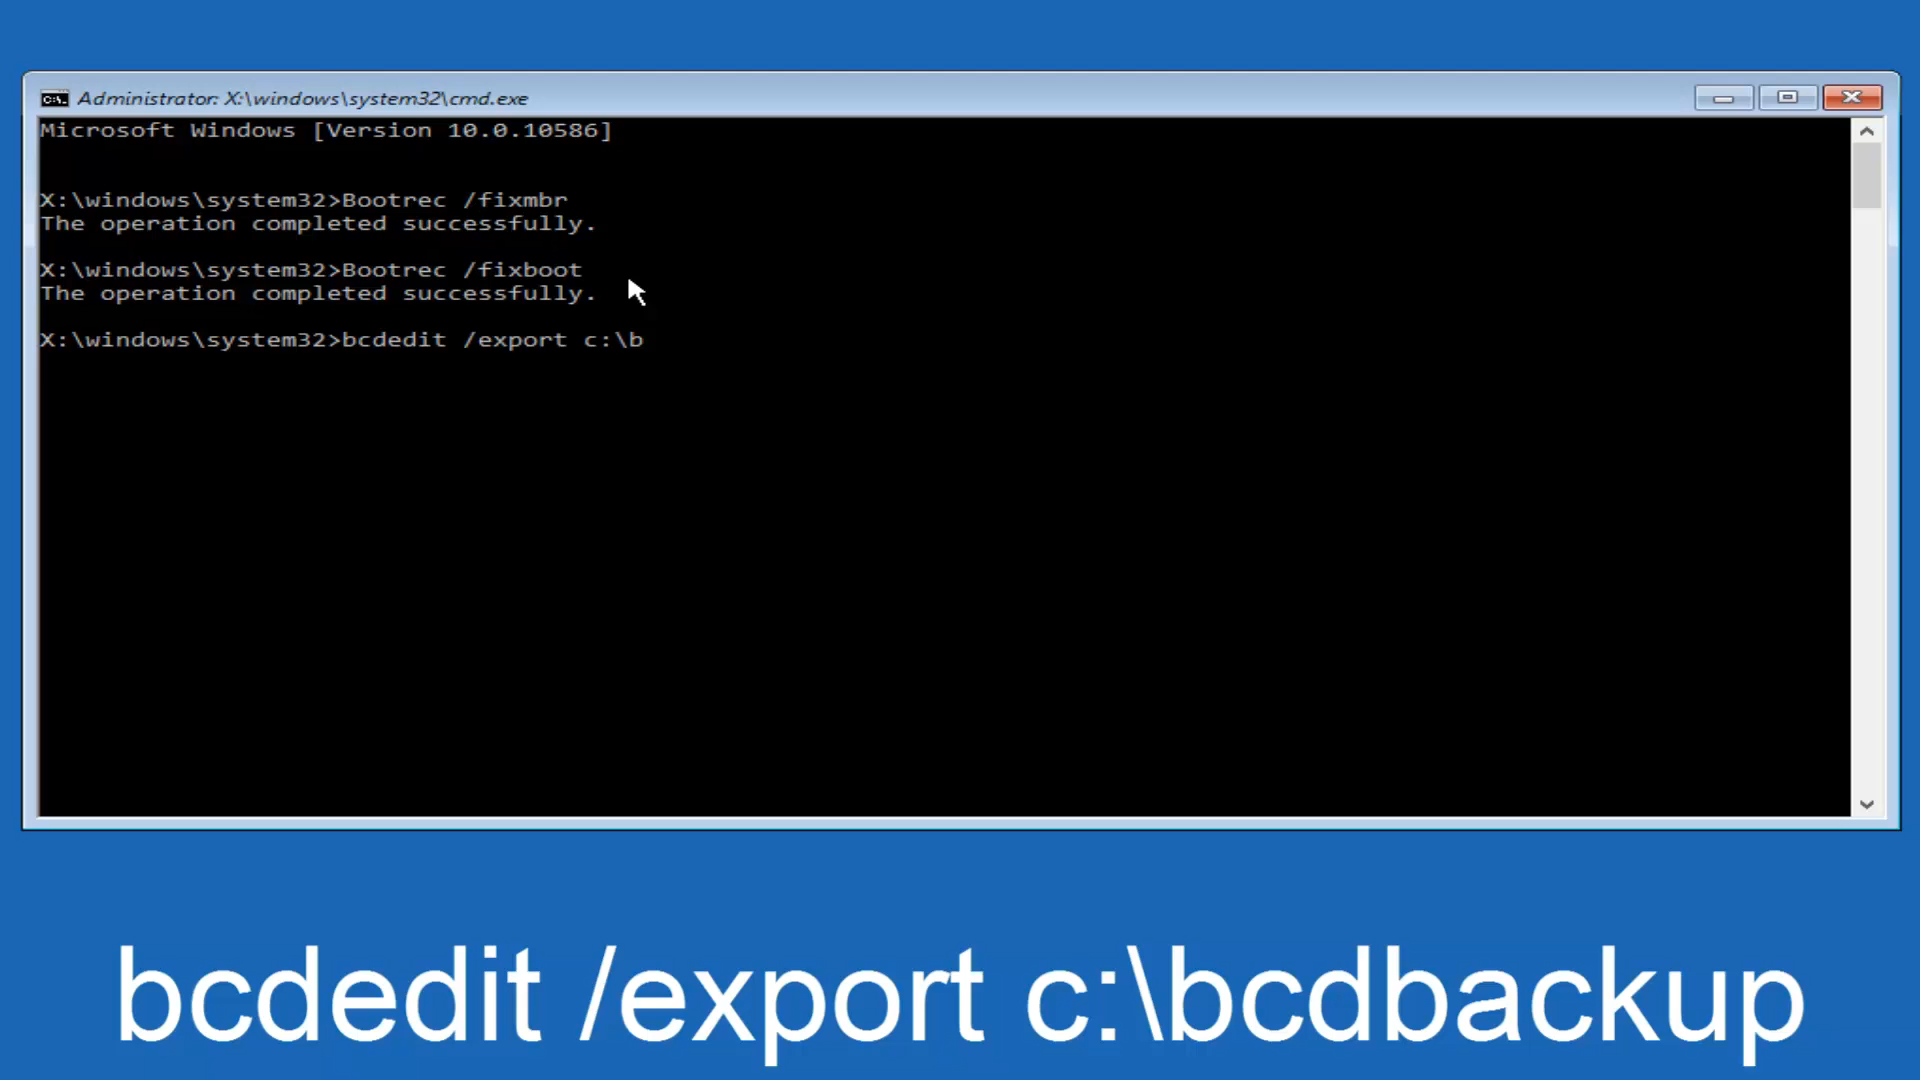 Administrator: X:\windows\system32\cmd.exe
Microsoft Windows [Version 10.0.10586]
X:\windows\system32>Bootrec /fixmbr
The operation completed successfully.
X:\windows\system32>Bootrec /fixboot
The operation completed successfully.
X:\windows\system32>bcdedit /export c:\b
bcdedit /export c:\bcdbackup